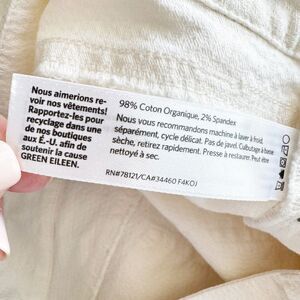 Nous aimerions re-
voir nos vêtements!
Rapportez-les pour
recyclage dans une
de nos boutiques
aux É.-U. afin de
soutenir la cause
GREEN EILEEN.
98% Coton Organique, 2% Spandex
Nous vous recommandons machine à laver à froid,
séparément, cycle délicat. Pas de javel. Culbutage à basse
sèche, retirez rapidement. Presse à restaurer. Peut être
nettoyé à sec.
RN#78121/CA#34460 F4KOJ